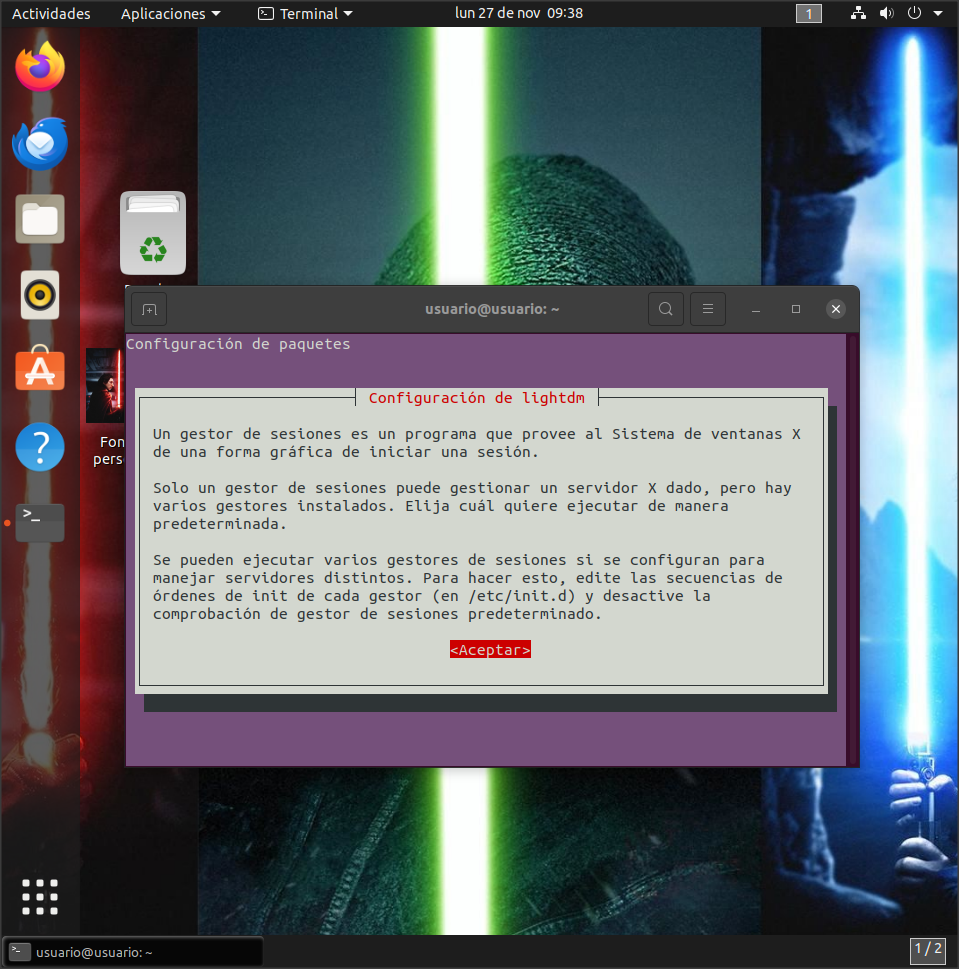 Actividades Aplicaciones Terminal lun 27 de nov 09:38 1
usuario@usuario: ~
Configuración de paquetes
Configuración de lightdm
Un gestor de sesiones es un programa que provee al Sistema de ventanas X
de una forma gráfica de iniciar una sesión.
Solo un gestor de sesiones puede gestionar un servidor X dado, pero hay
varios gestores instalados. Elija cuál quiere ejecutar de manera
predeterminada.
Se pueden ejecutar varios gestores de sesiones si se configuran para
manejar servidores distintos. Para hacer esto, edite las secuencias de
órdenes de init de cada gestor (en /etc/init.d) y desactive la
comprobación de gestor de sesiones predeterminado.
<Aceptar>
Fon
pers
usuario@usuario: ~ 1 / 2